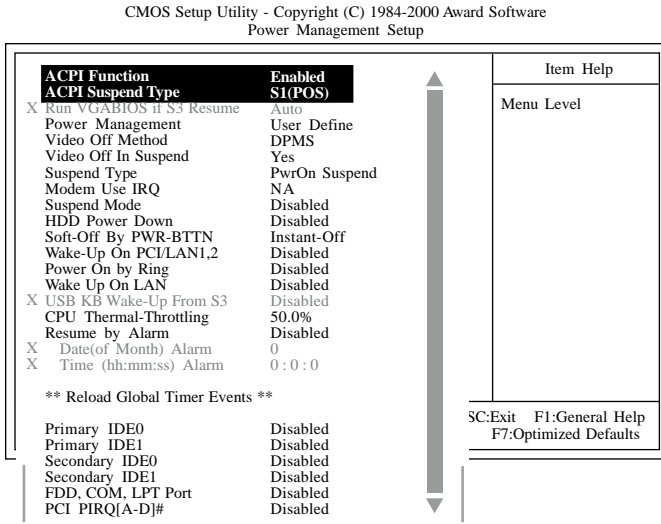 CMOS Setup Utility - Copyright (C) 1984-2000 Award Software
Power Management Setup
ACPI Function Enabled
ACPI Suspend Type S1(POS)
X Run VGABIOS if S3 Resume Auto
Power Management User Define
Video Off Method DPMS
Video Off In Suspend Yes
Suspend Type PwrOn Suspend
Modem Use IRQ NA
Suspend Mode Disabled
HDD Power Down Disabled
Soft-Off By PWR-BTTN Instant-Off
Wake-Up On PCI/LAN1,2 Disabled
Power On by Ring Disabled
Wake Up On LAN Disabled
X USB KB Wake-Up From S3 Disabled
CPU Thermal-Throttling 50.0%
Resume by Alarm Disabled
X Date(of Month) Alarm 0
X Time (hh:mm:ss) Alarm 0 : 0 : 0
** Reload Global Timer Events **
Primary IDE0 Disabled
Primary IDE1 Disabled
Secondary IDE0 Disabled
Secondary IDE1 Disabled
FDD, COM, LPT Port Disabled
PCI PIRQ[A-D]# Disabled
Item Help
Menu Level
SC:Exit F1:General Help
F7:Optimized Defaults